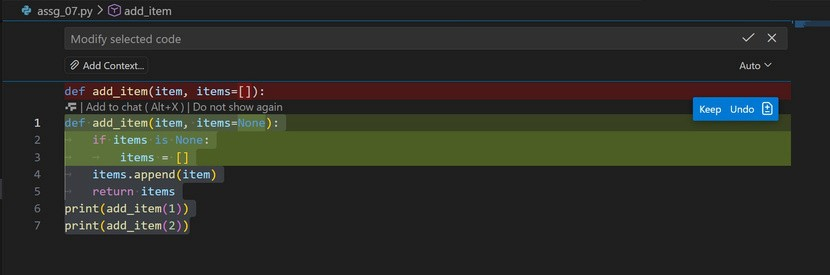 assg_07.py > add_item
Modify selected code
Add Context...
Auto
def add_item(item, items=[]):
| Add to chat ( Alt+X ) | Do not show again
Keep Undo
1 def add_item(item, items=None):
2 if items is None:
3 items = []
4 items.append(item)
5 return items
6 print(add_item(1))
7 print(add_item(2))